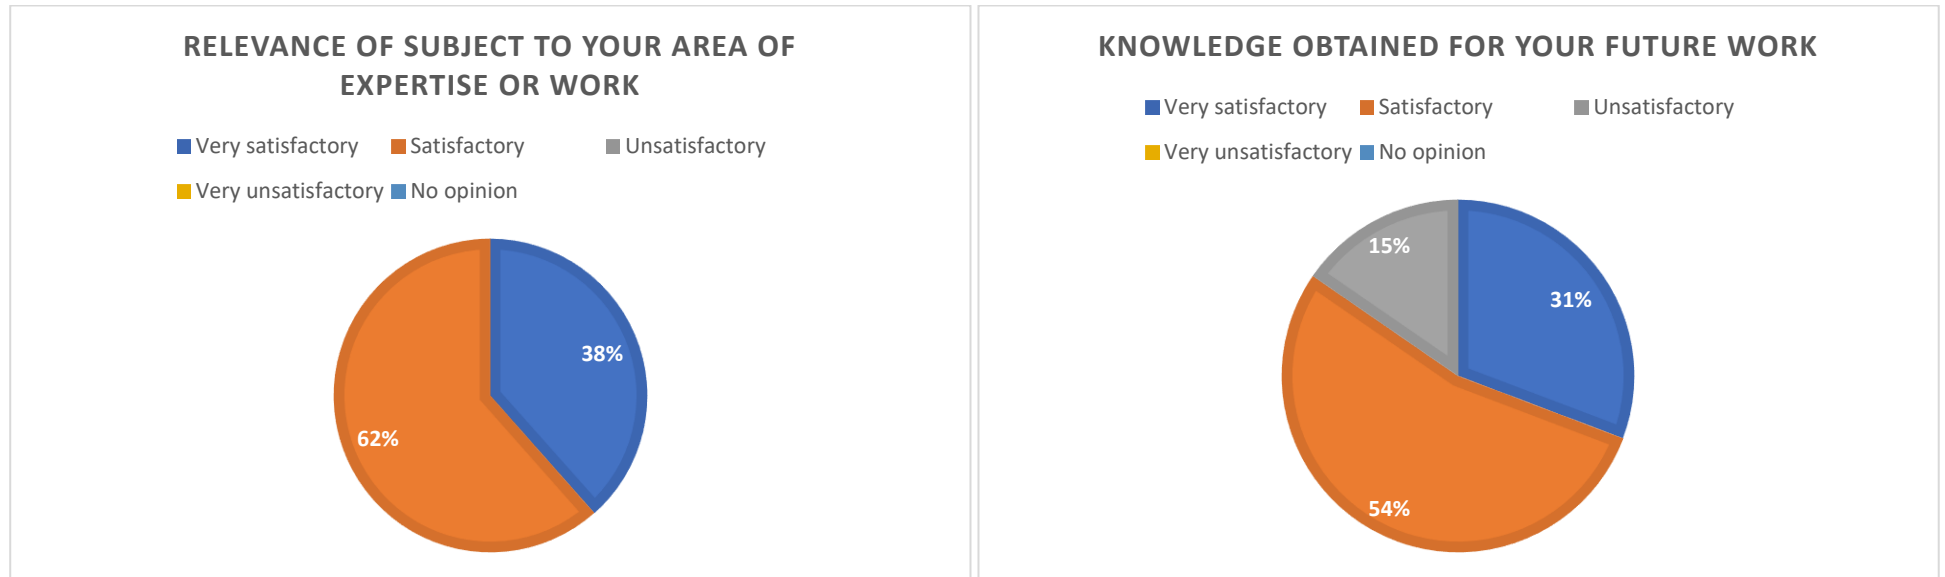 RELEVANCE OF SUBJECT TO YOUR AREA OF
EXPERTISE OR WORK
Very satisfactory Satisfactory Unsatisfactory
Very unsatisfactory No opinion
38%
62%
KNOWLEDGE OBTAINED FOR YOUR FUTURE WORK
Very satisfactory Satisfactory Unsatisfactory
Very unsatisfactory No opinion
15%
31%
54%